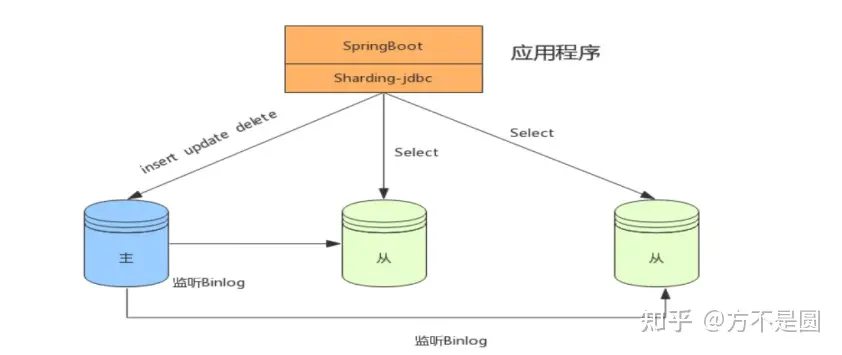 SpringBoot
应用程序
Sharding-jdbc
insert update delete
Select
Select
主
从
从
监听Binlog
监听Binlog
知乎 @方不是圆